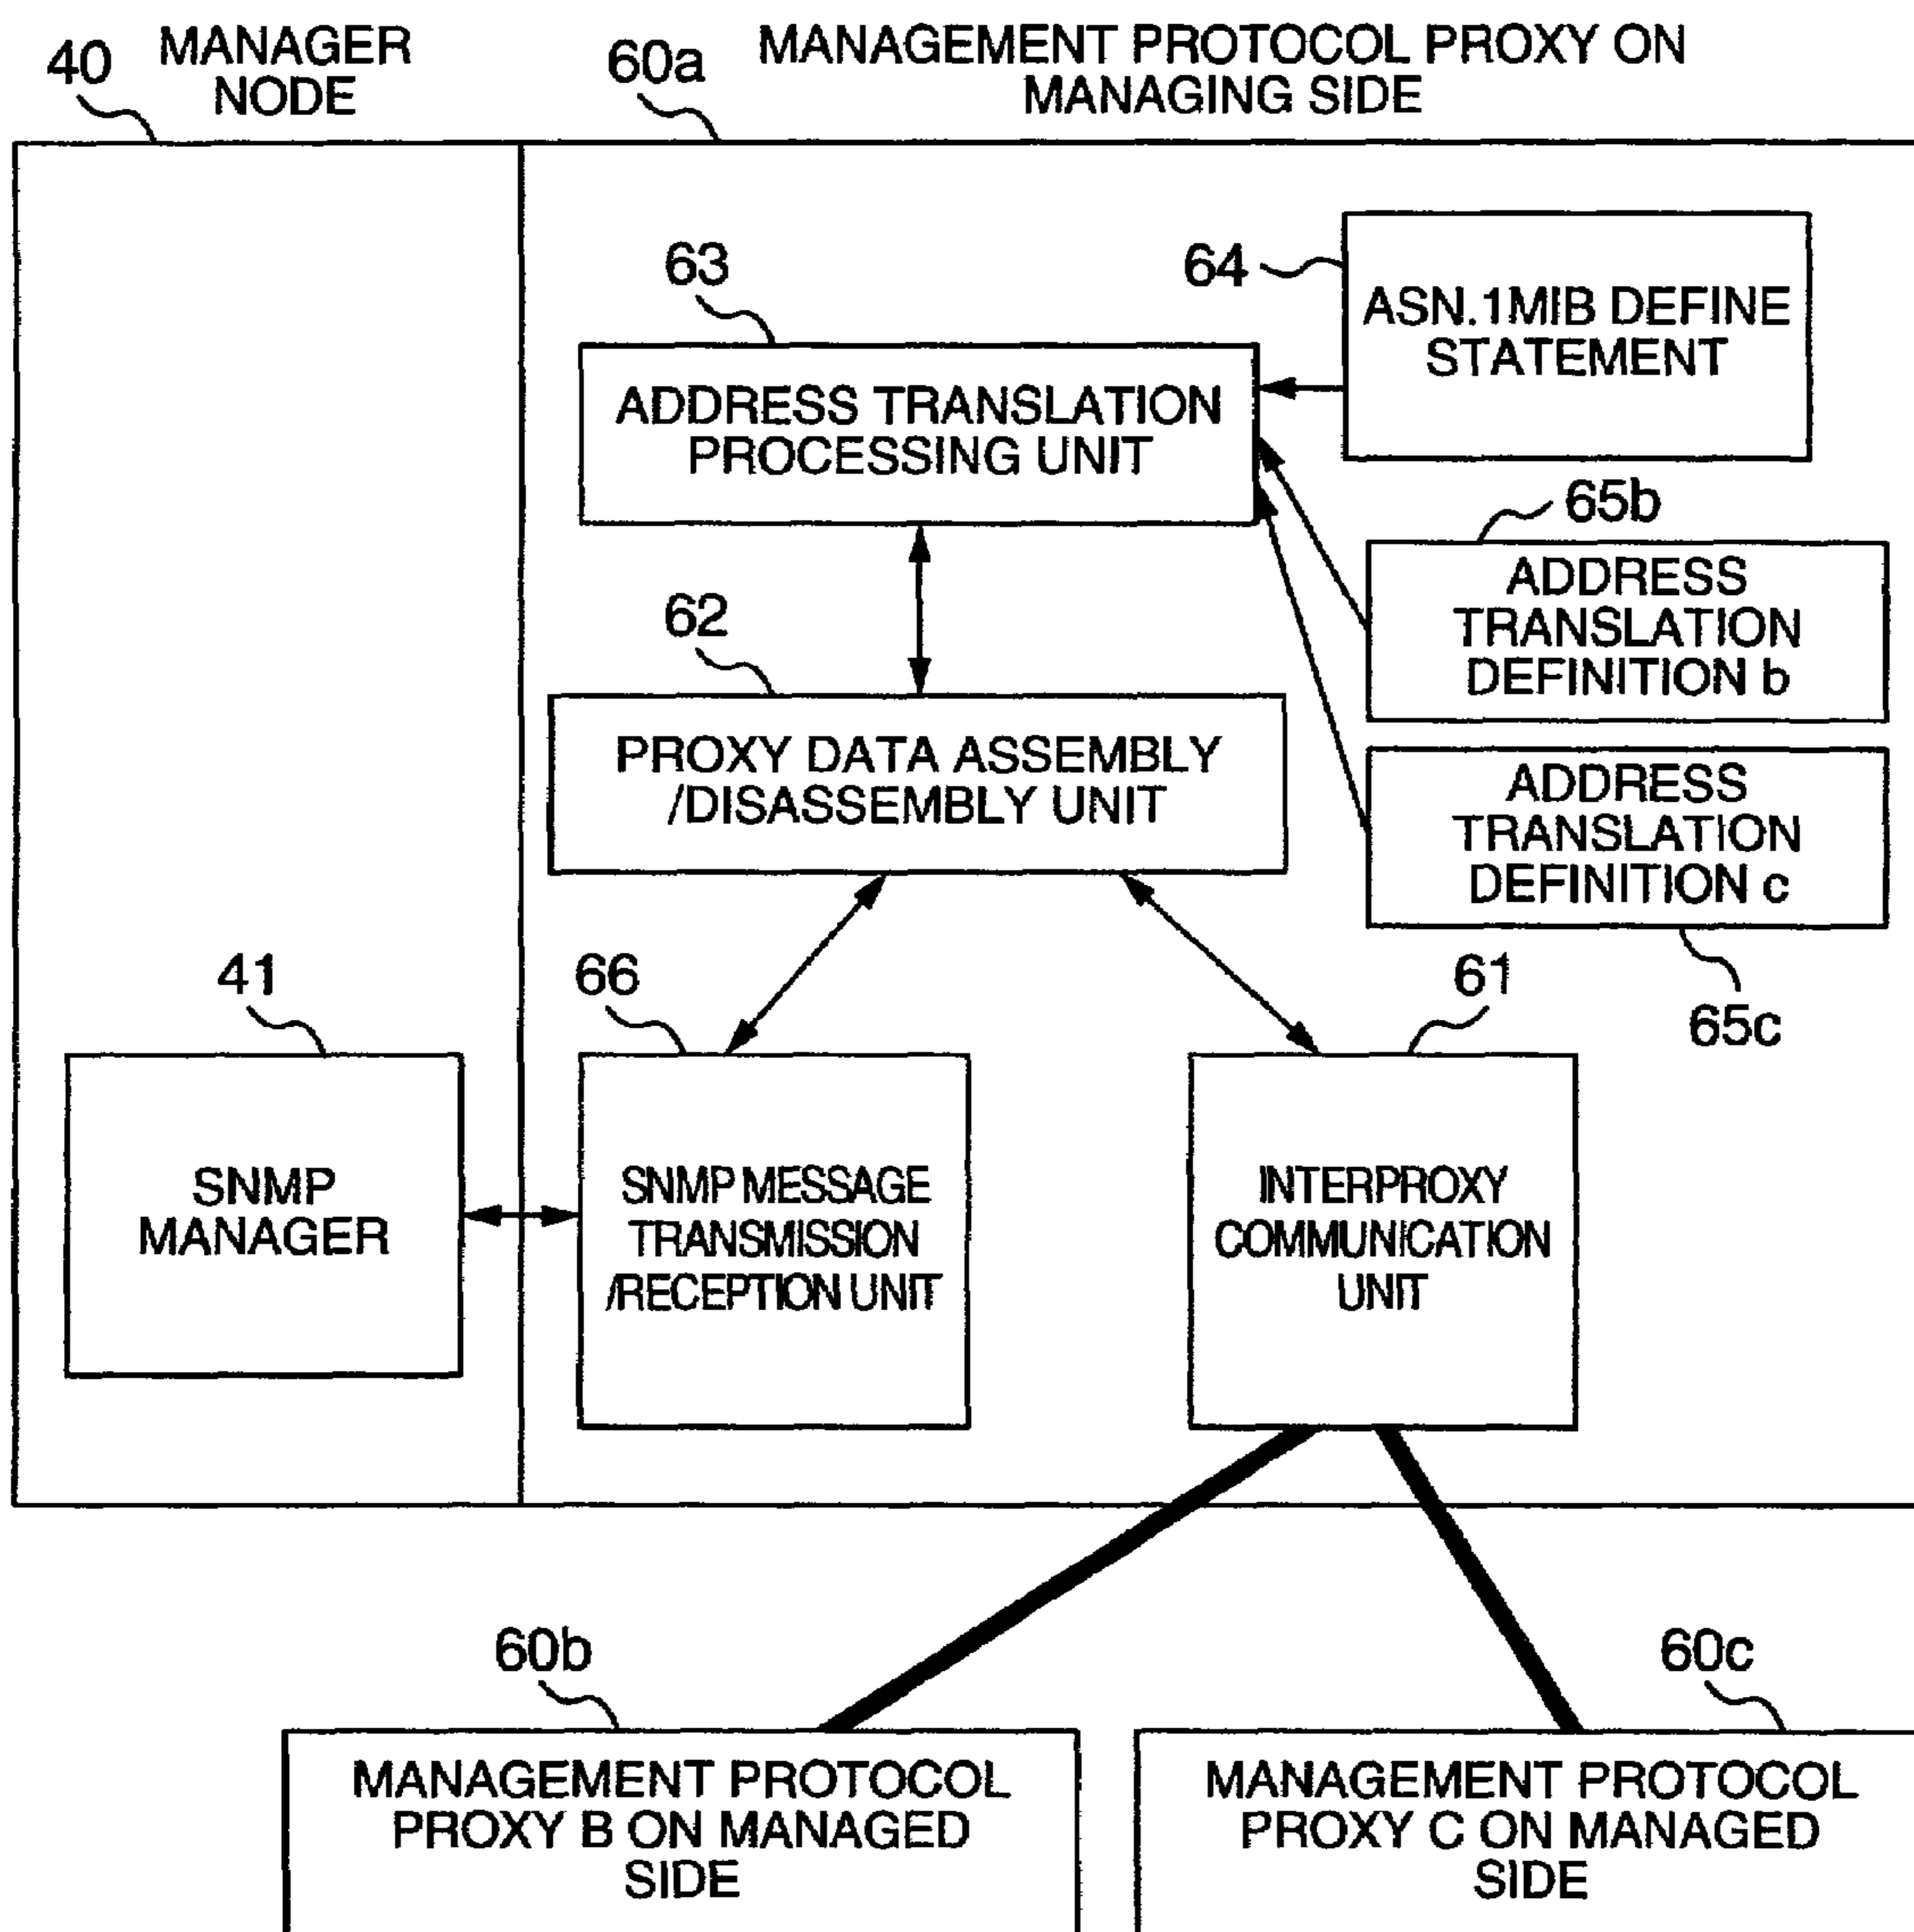 40
MANAGER
NODE
60a
MANAGEMENT PROTOCOL PROXY ON
MANAGING SIDE
63
64
ASN.1MIB DEFINE
STATEMENT
ADDRESS TRANSLATION
PROCESSING UNIT
65b
ADDRESS
TRANSLATION
DEFINITION b
62
PROXY DATA ASSEMBLY
/DISASSEMBLY UNIT
ADDRESS
TRANSLATION
DEFINITION c
65c
41
66
61
SNMP
MANAGER
SNMP MESSAGE
TRANSMISSION
/RECEPTION UNIT
INTERPROXY
COMMUNICATION
UNIT
60b
60c
MANAGEMENT PROTOCOL
PROXY B ON MANAGED
SIDE
MANAGEMENT PROTOCOL
PROXY C ON MANAGED
SIDE